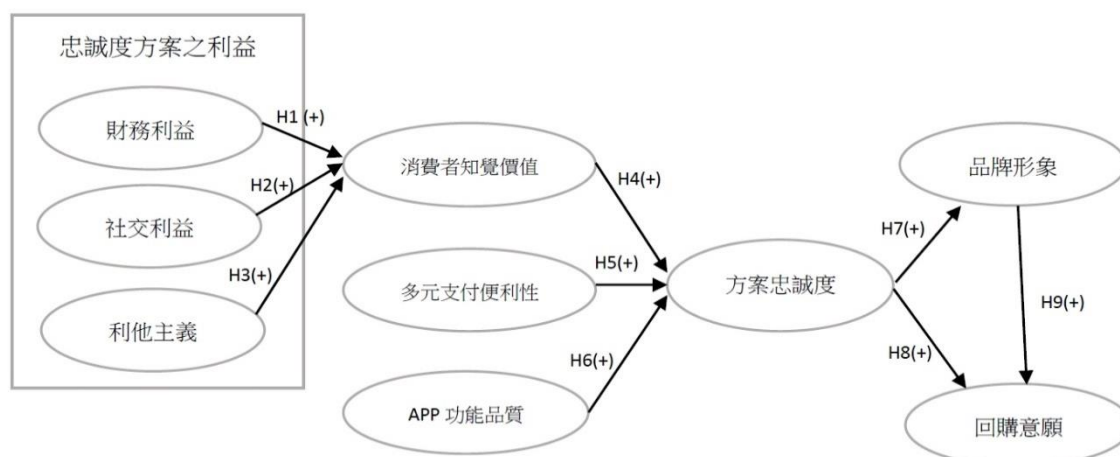 忠誠度方案之利益
財務利益
社交利益
利他主義
H1 (+)
H2(+)
H3(+)
消費者知覺價值
多元支付便利性
APP 功能品質
H4(+)
H5(+)
H6(+)
方案忠誠度
H7(+)
H8(+)
品牌形象
H9(+)
回購意願